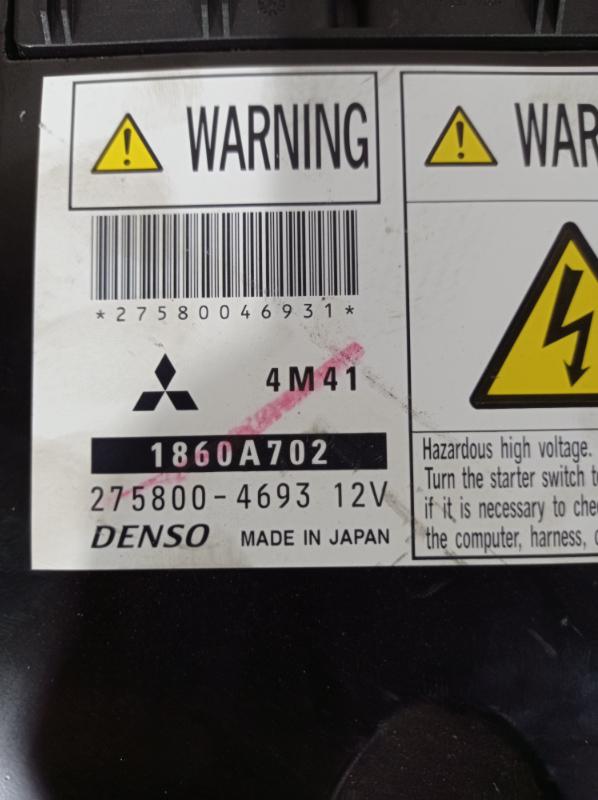 WARNING
*27580046931*
4M41
1860A702
275800-4693 12V
DENSO MADE IN JAPAN
WAR
Hazardous high voltage.
Turn the starter switch to
if it is necessary to che
the computer, harness,